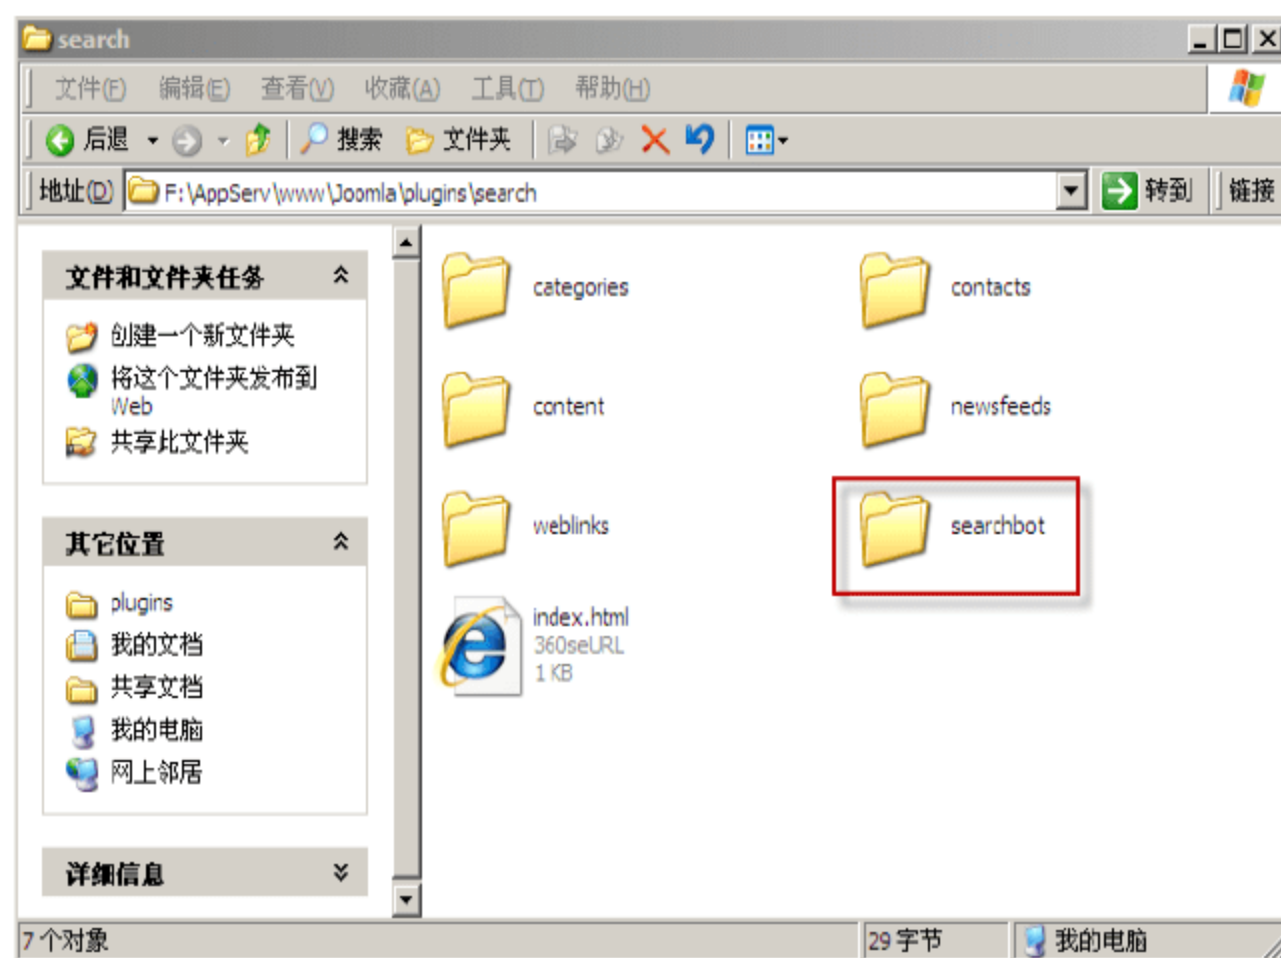 search
文件(F) 编辑(E) 查看(V) 收藏(A) 工具(T) 帮助(H)
后退 搜索 文件夹
地址(D) F:\AppServ\www\Joomla\plugins\search 转到 链接
文件和文件夹任务
创建一个新文件夹
将这个文件夹发布到
Web
共享此文件夹
其它位置
plugins
我的文档
共享文档
我的电脑
网上邻居
详细信息
categories
contacts
content
newsfeeds
weblinks
searchbot
index.html
360seURL
1 KB
7 个对象 29 字节 我的电脑